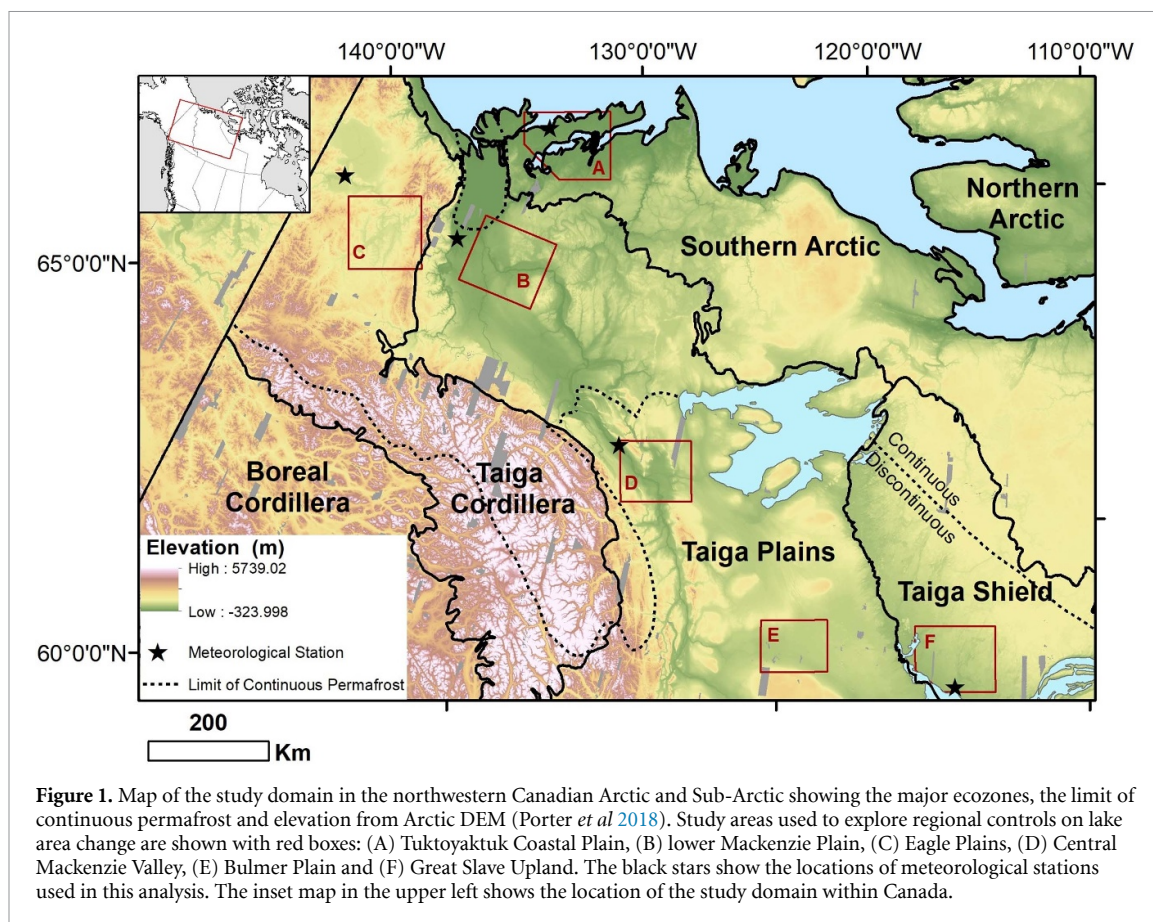 140°0'0"W 130°0'0"W 120°0'0"W 110°0'0"W
65°0'0"N
60°0'0"N
A
C
B
D
E
F
Northern
Arctic
Southern Arctic
Continuous
Discontinuous
Boreal
Cordillera
Taiga
Cordillera
Taiga Plains
Taiga Shield
Elevation (m)
High : 5739.02
Low : -323.998
Meteorological Station
Limit of Continuous Permafrost
200
Km
Figure 1. Map of the study domain in the northwestern Canadian Arctic and Sub-Arctic showing the major ecozones, the limit of
continuous permafrost and elevation from Arctic DEM (Porter et al 2018). Study areas used to explore regional controls on lake
area change are shown with red boxes: (A) Tuktoyaktuk Coastal Plain, (B) lower Mackenzie Plain, (C) Eagle Plains, (D) Central
Mackenzie Valley, (E) Bulmer Plain and (F) Great Slave Upland. The black stars show the locations of meteorological stations
used in this analysis. The inset map in the upper left shows the location of the study domain within Canada.